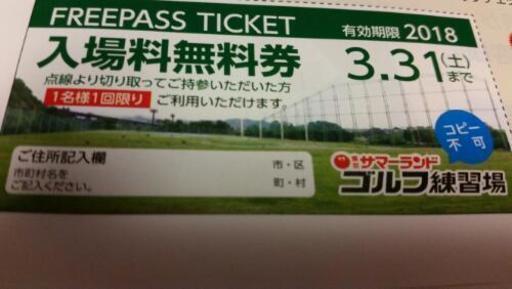 FREEPASS TICKET
有効期限 2018
入場料無料券
3.31(土)まで
点線より切り取ってご持参いただいた方
1名様1回限り ご利用いただけます。
コピー
不可
ご住所記入欄
市町村名を
ご記入ください。
市・区
町・村
東京サマーランド
ゴルフ練習場